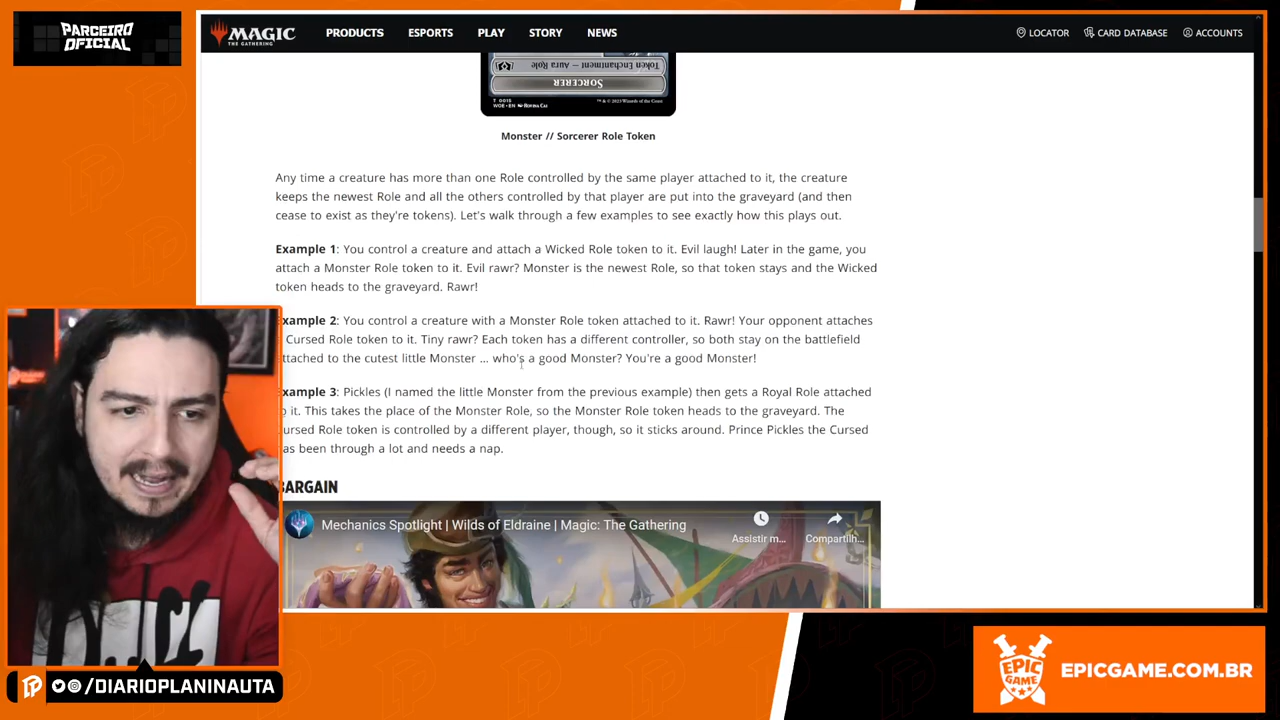 PARCEIRO
OFICIAL
MAGIC
THE GATHERING
PRODUCTS ESPORTS PLAY STORY NEWS
LOCATOR CARD DATABASE ACCOUNTS
Token Enchantment — Aura Role
SORCERER
Monster // Sorcerer Role Token
Any time a creature has more than one Role controlled by the same player attached to it, the creature
keeps the newest Role and all the others controlled by that player are put into the graveyard (and then
cease to exist as they're tokens). Let's walk through a few examples to see exactly how this plays out.
Example 1: You control a creature and attach a Wicked Role token to it. Evil laugh! Later in the game, you
attach a Monster Role token to it. Evil rawr? Monster is the newest Role, so that token stays and the Wicked
token heads to the graveyard. Rawr!
xample 2: You control a creature with a Monster Role token attached to it. Rawr! Your opponent attaches
Cursed Role token to it. Tiny rawr? Each token has a different controller, so both stay on the battlefield
ttached to the cutest little Monster ... who's a good Monster? You're a good Monster!
xample 3: Pickles (I named the little Monster from the previous example) then gets a Royal Role attached
o it. This takes the place of the Monster Role, so the Monster Role token heads to the graveyard. The
ursed Role token is controlled by a different player, though, so it sticks around. Prince Pickles the Cursed
as been through a lot and needs a nap.
BARGAIN
Mechanics Spotlight | Wilds of Eldraine | Magic: The Gathering
Assistir m... Compartilh...
/DIARIOPLANINAUTA
EPIC
GAME
EPICGAME.COM.BR